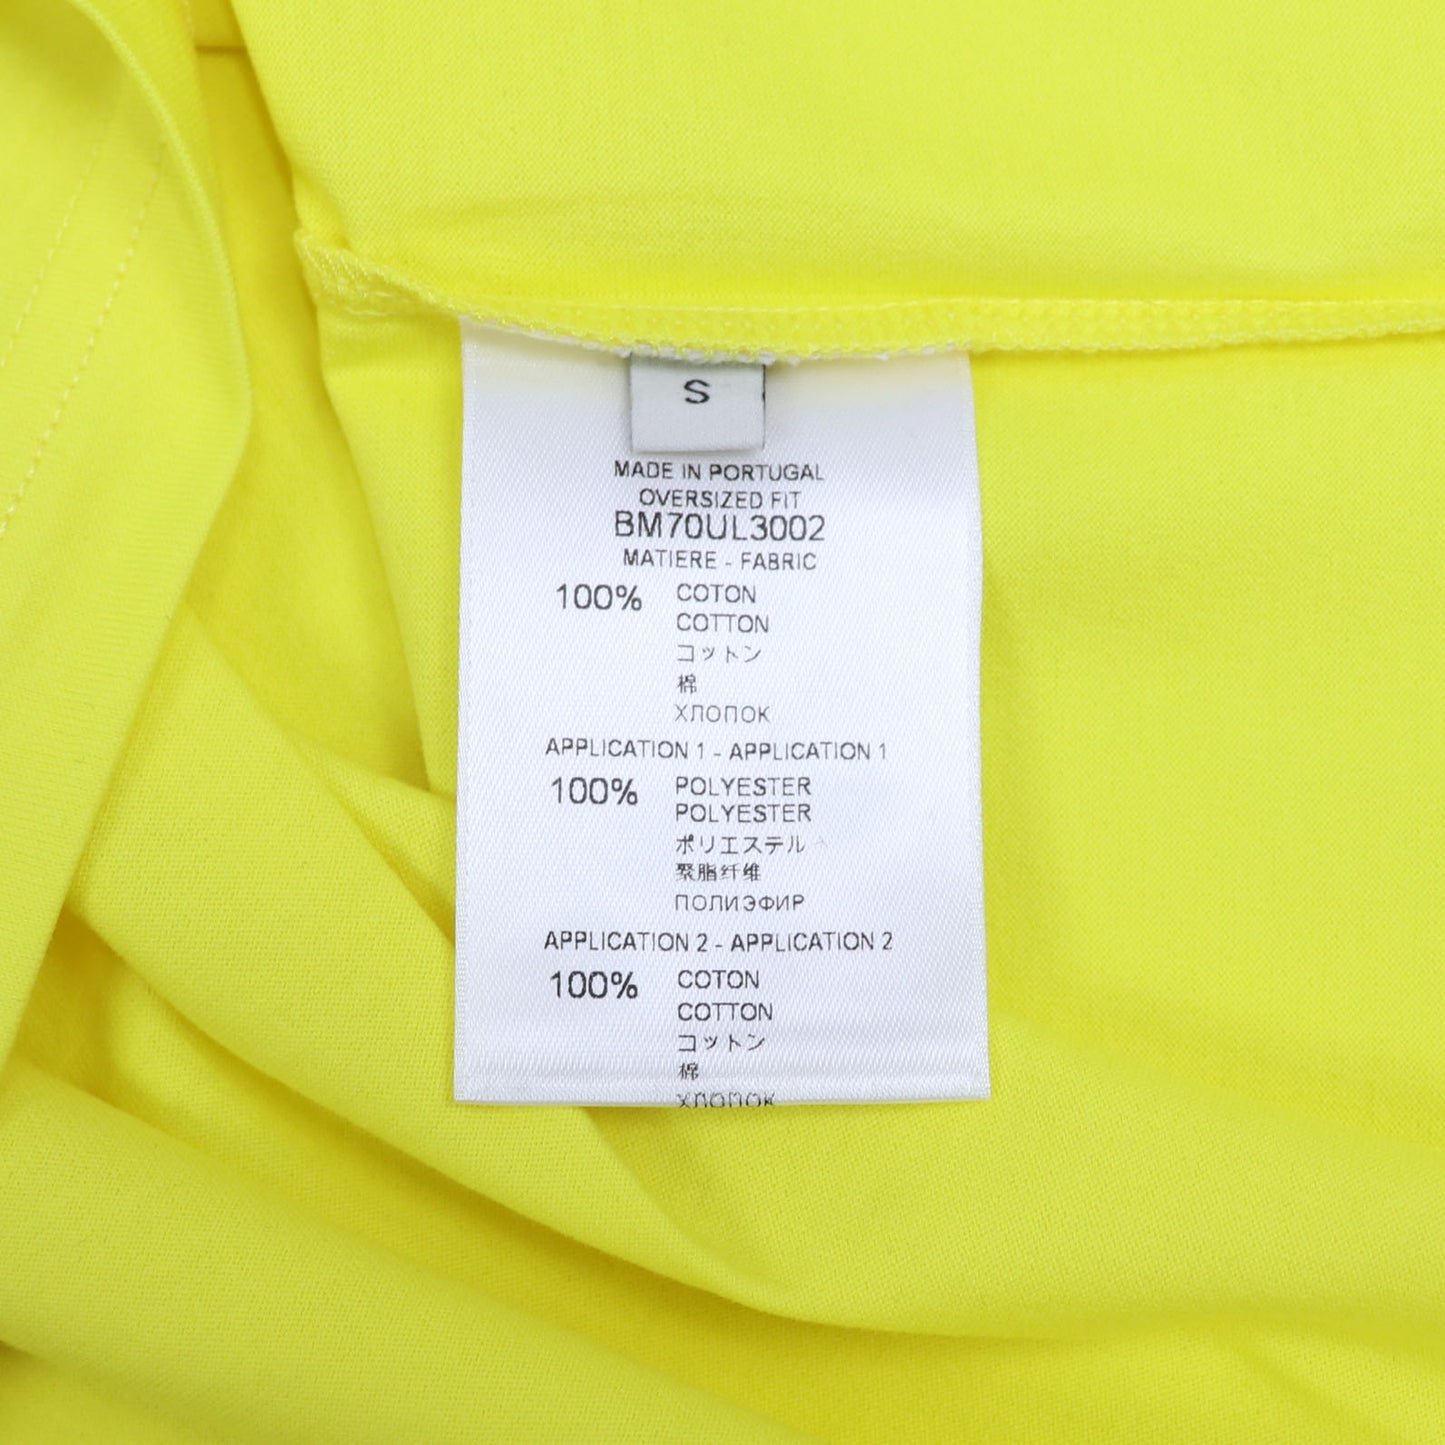 S
MADE IN PORTUGAL
OVERSIZED FIT
BM70UL3002
MATIERE - FABRIC
100% COTON
COTTON
コットン
棉
ХЛОПОК
APPLICATION 1 - APPLICATION 1
100% POLYESTER
POLYESTER
ポリエステル
聚脂纤维
ПОЛИЭФИР
APPLICATION 2 - APPLICATION 2
100% COTON
COTTON
コットン
棉
ХЛОПОК